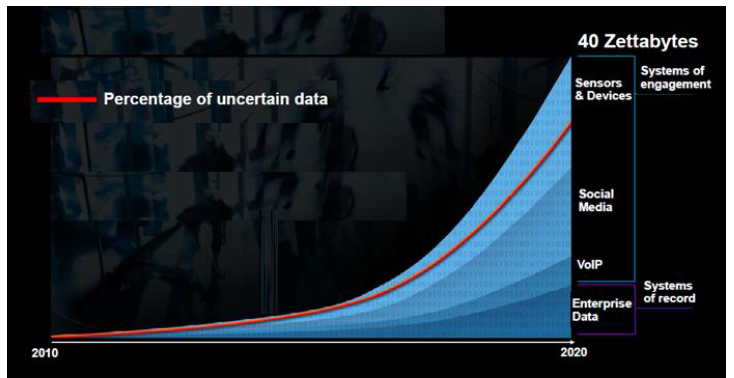 40 Zettabytes
Percentage of uncertain data
Sensors
& Devices
Systems of
engagement
Social
Media
VoIP
Enterprise
Data
Systems
of record
2010
2020